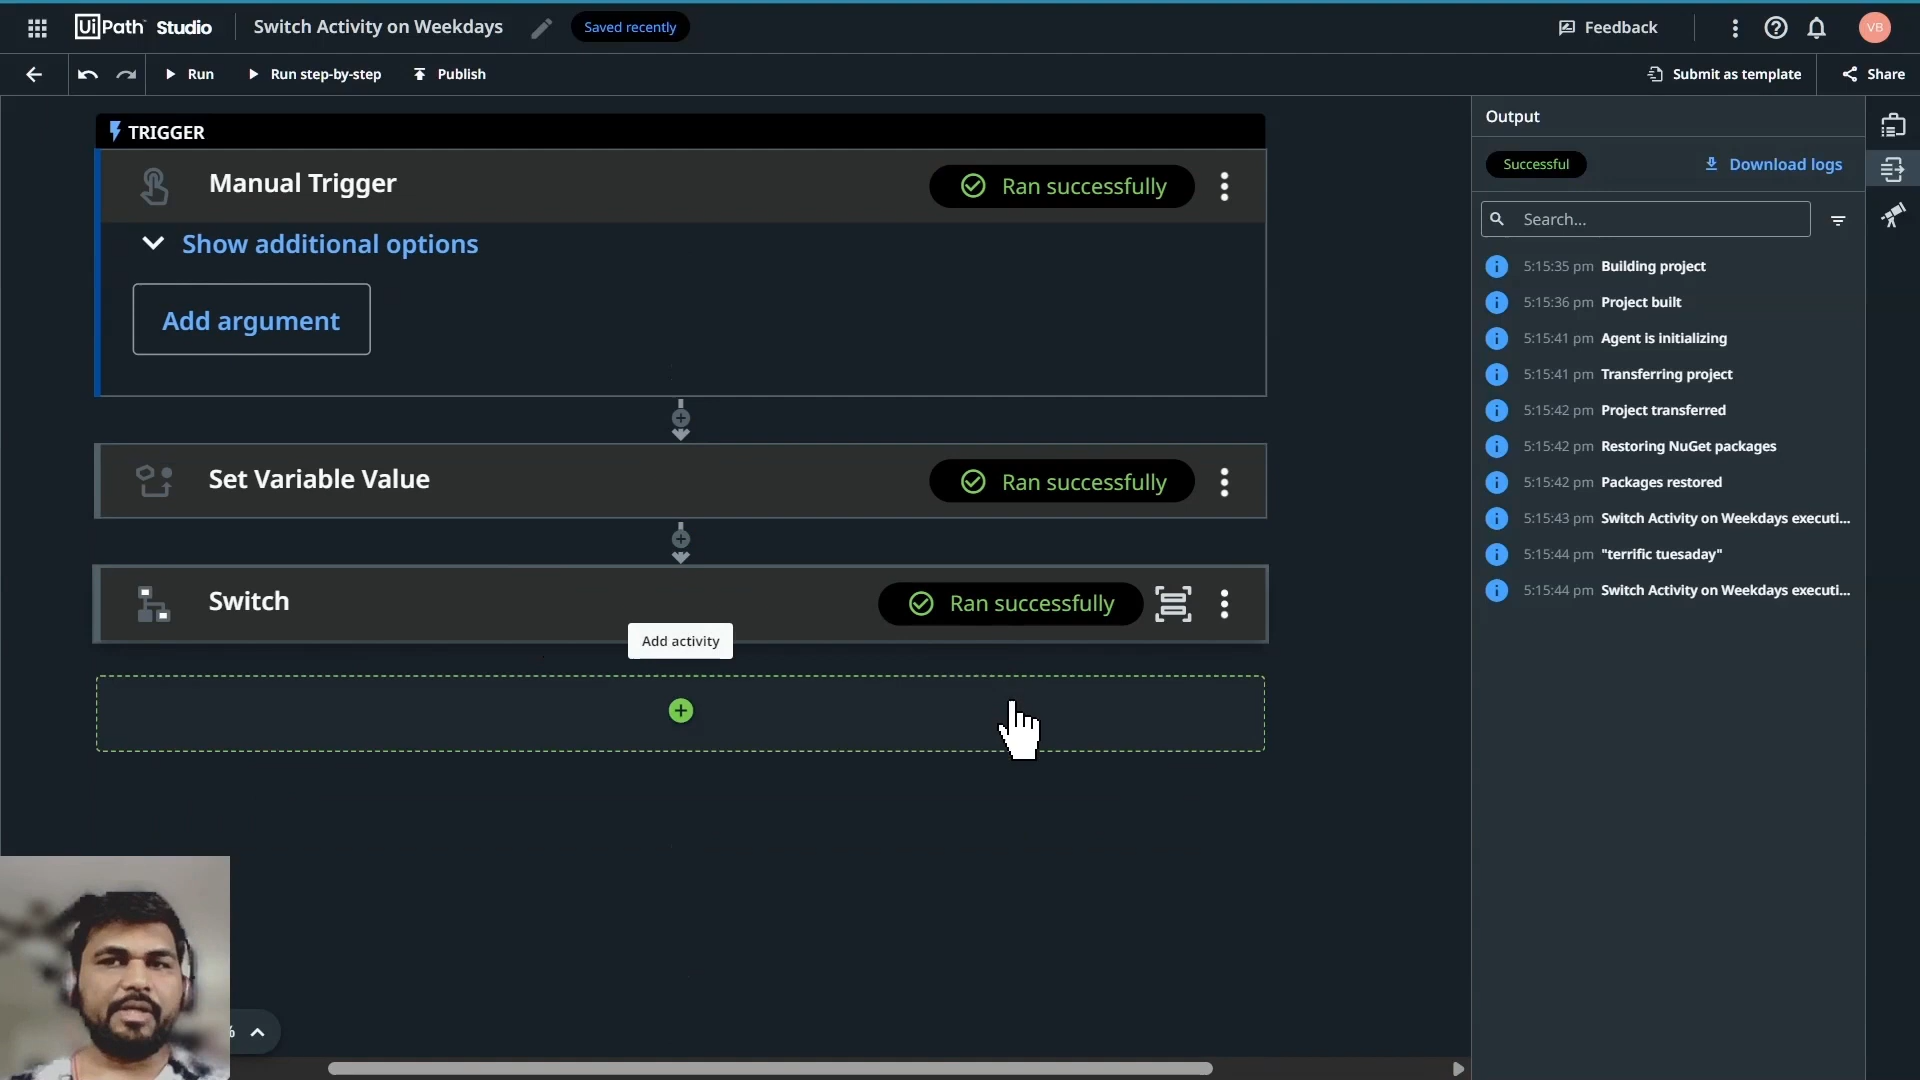 UiPath Studio
Switch Activity on Weekdays
Saved recently
Feedback
VB
Run
Run step-by-step
Publish
Submit as template
Share
TRIGGER
Manual Trigger
Ran successfully
Show additional options
Add argument
Set Variable Value
Ran successfully
Switch
Ran successfully
Add activity
%
Output
Successful
Download logs
Search...
5:15:35 pm Building project
5:15:36 pm Project built
5:15:41 pm Agent is initializing
5:15:41 pm Transferring project
5:15:42 pm Project transferred
5:15:42 pm Restoring NuGet packages
5:15:42 pm Packages restored
5:15:43 pm Switch Activity on Weekdays executi...
5:15:44 pm "terrific tuesaday"
5:15:44 pm Switch Activity on Weekdays executi...